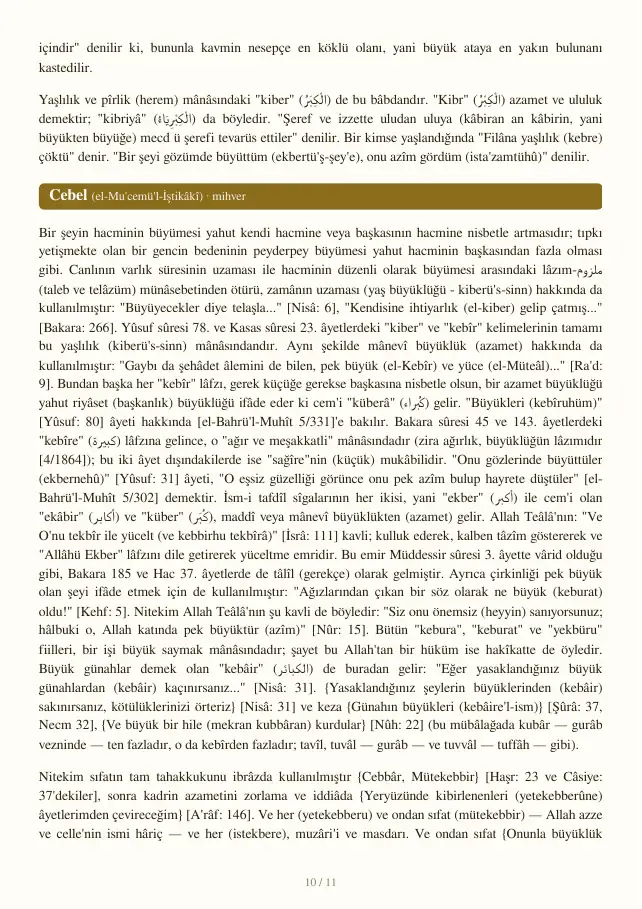 içindir" denilir ki, bununla kavmin nesepçe en köklü olanı, yani büyük ataya en yakın bulunanı
kastedilir.
Yaşlılık ve pîrlik (herem) mânâsındaki "kiber" (الْكِبَرُ) de bu bâbdandır. "Kibr" (الْكِبْرُ) azamet ve ululuk
demektir; "kibriyâ" (الْكِبْرِيَاءُ) da böyledir. "Şeref ve izzette uludan uluya (kâbiran an kâbirin, yani
büyükten büyüğe) mecd ü şerefi tevarüs ettiler" denilir. Bir kimse yaşlandığında "Filâna yaşlılık (kebre)
çöktü" denir. "Bir şeyi gözümde büyüttüm (ekbertü'ş-şey'e), onu azîm gördüm (ista'zamtühû)" denilir.
Cebel (el-Mu'cemü'l-İştikâkî) · mihver
Bir şeyin hacminin büyümesi yahut kendi hacmine veya başkasının hacmine nisbetle artmasıdır; tıpkı
yetişmekte olan bir gencin bedeninin peyderpey büyümesi yahut hacminin başkasından fazla olması
gibi. Canlının varlık süresinin uzaması ile hacminin düzenli olarak büyümesi arasındaki lâzım-ملزوم
(taleb ve telâzüm) münâsebetinden ötürü, zamanın uzaması (yaş büyüklüğü - kiberü's-sinn) hakkında da
kullanılmıştır: "Büyüyecekler diye telaşla..." [Nisâ: 6], "Kendisine ihtiyarlık (el-kiber) gelip çatmış..."
[Bakara: 266]. Yûsuf sûresi 78. ve Kasas sûresi 23. âyetlerdeki "kiber" ve "kebîr" kelimelerinin tamamı
bu yaşlılık (kiberü's-sinn) mânâsındandır. Aynı şekilde mânevî büyüklük (azamet) hakkında da
kullanılmıştır: "Gaybı da şehâdet âlemini de bilen, pek büyük (el-Kebîr) ve yüce (el-Müteâl)..." [Ra'd:
9]. Bundan başka her "kebîr" lâfzı, gerek küçüğe gerekse başkasına nisbetle olsun, bir azamet büyüklüğü
yahut riyâset (başkanlık) büyüklüğü ifâde eder ki cem'i "küberâ" (كُبراء) gelir. "Büyükleri (kebîruhüm)"
[Yûsuf: 80] âyeti hakkında [el-Bahrü'l-Muhît 5/331]'e bakılır. Bakara sûresi 45 ve 143. âyetlerdeki
"kebîre" (كبيرة) lâfzına gelince, o "ağır ve meşakkatli" mânâsındadır (zira ağırlık, büyüklüğün lâzımıdır
[4/1864]); bu iki âyet dışındakilerde ise "sağîre"nin (küçük) mukâbilidir. "Onu gözlerinde büyüttüler
(ekbernehû)" [Yûsuf: 31] âyeti, "O eşsiz güzelliği görünce onu pek azîm bulup hayrete düştüler" [el-
Bahrü'l-Muhît 5/302] demektir. İsm-i tafdîl sîgalarının her ikisi, yani "ekber" (أكبر) ile cem'i olan
"ekâbir" (أكابر) ve "küber" (كُبَر), maddî veya mânevî büyüklükten (azamet) gelir. Allah Teâlâ'nın: "Ve
O'nu tekbîr ile yücelt (ve kebbirhu tekbîrâ)" [İsrâ: 111] kavli; kulluk ederek, kalben tâzîm göstererek ve
"Allâhü Ekber" lâfzını dile getirerek yüceltme emridir. Bu emir Müddessir sûresi 3. âyette vârid olduğu
gibi, Bakara 185 ve Hac 37. âyetlerde de tâlîl (gerekçe) olarak gelmiştir. Ayrıca çirkinliği pek büyük
olan şeyi ifâde etmek için de kullanılmıştır: "Ağızlarından çıkan bir söz olarak ne büyük (keburat)
oldu!" [Kehf: 5]. Nitekim Allah Teâlâ'nın şu kavli de böyledir: "Siz onu önemsiz (heyyin) sanıyorsunuz;
hâlbuki o, Allah katında pek büyüktür (azîm)" [Nûr: 15]. Bütün "kebura", "keburat" ve "yekbüru"
fiilleri, bir işi büyük saymak mânâsındadır; şayet bu Allah'tan bir hüküm ise hakîkatte de öyledir.
Büyük günahlar demek olan "kebâir" (الكبائر) de buradan gelir: "Eğer yasaklandığınız büyük
günahlardan (kebâir) kaçınırsanız..." [Nisâ: 31]. {Yasaklandığınız şeylerin büyüklerinden (kebâir)
sakınırsanız, kötülüklerinizi örteriz} [Nisâ: 31] ve keza {Günahın büyükleri (kebâire'l-ism)} [Şûrâ: 37,
Necm 32], {Ve büyük bir hile (mekran kubbâran) kurdular} [Nûh: 22] (bu mübâlağada kubâr — gurâb
vezninde — ten fazladır, o da kebîrden fazladır; tavîl, tuvâl — gurâb — ve tuvvâl — tuffâh — gibi).
Nitekim sıfatın tam tahakkukunu ibrâzda kullanılmıştır {Cebbâr, Mütekebbir} [Haşr: 23 ve Câsiye:
37'dekiler], sonra kadrin azametini zorlama ve iddiâda {Yeryüzünde kibirlenenleri (yetekebberûne)
âyetlerimden çevireceğim} [A'râf: 146]. Ve her (yetekebberu) ve ondan sıfat (mütekebbir) — Allah azze
ve celle'nin ismi hâriç — ve her (istekbere), muzâri'i ve masdarı. Ve ondan sıfat {Onunla büyüklük
10 / 11